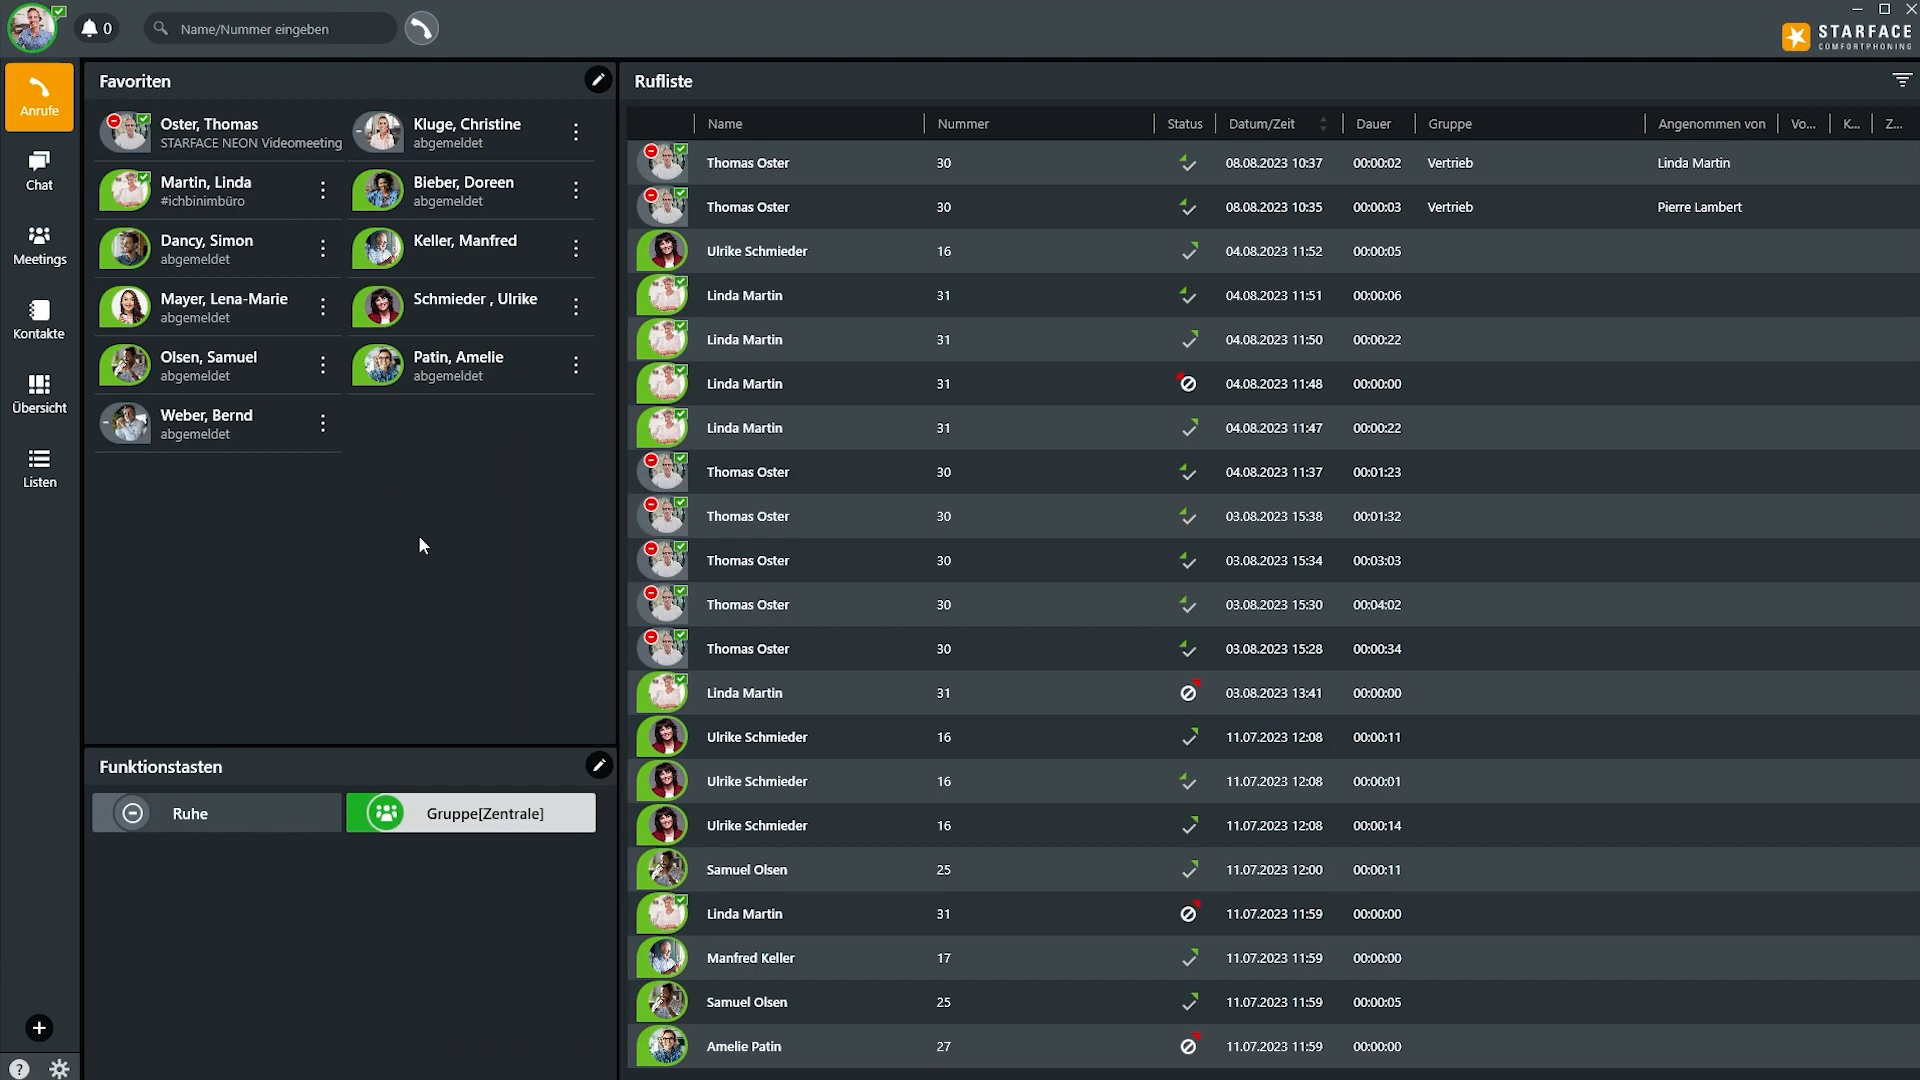 0
Name/Nummer eingeben
STARFACE
COMFORTPHONING
Anrufe
Chat
Meetings
Kontakte
Übersicht
Listen
?
Favoriten
Oster, Thomas
STARFACE NEON Videomeeting
Kluge, Christine
abgemeldet
Martin, Linda
#ichbinimbüro
Bieber, Doreen
abgemeldet
Dancy, Simon
abgemeldet
Keller, Manfred
Mayer, Lena-Marie
abgemeldet
Schmieder , Ulrike
Olsen, Samuel
abgemeldet
Patin, Amelie
abgemeldet
Weber, Bernd
abgemeldet
Funktionstasten
Ruhe
Gruppe[Zentrale]
Rufliste
Name Nummer Status Datum/Zeit Dauer Gruppe Angenommen von Vo... K... Z...
Thomas Oster 30 08.08.2023 10:37 00:00:02 Vertrieb Linda Martin
Thomas Oster 30 08.08.2023 10:35 00:00:03 Vertrieb Pierre Lambert
Ulrike Schmieder 16 04.08.2023 11:52 00:00:05
Linda Martin 31 04.08.2023 11:51 00:00:06
Linda Martin 31 04.08.2023 11:50 00:00:22
Linda Martin 31 04.08.2023 11:48 00:00:00
Linda Martin 31 04.08.2023 11:47 00:00:22
Thomas Oster 30 04.08.2023 11:37 00:01:23
Thomas Oster 30 03.08.2023 15:38 00:01:32
Thomas Oster 30 03.08.2023 15:34 00:03:03
Thomas Oster 30 03.08.2023 15:30 00:04:02
Thomas Oster 30 03.08.2023 15:28 00:00:34
Linda Martin 31 03.08.2023 13:41 00:00:00
Ulrike Schmieder 16 11.07.2023 12:08 00:00:11
Ulrike Schmieder 16 11.07.2023 12:08 00:00:01
Ulrike Schmieder 16 11.07.2023 12:08 00:00:14
Samuel Olsen 25 11.07.2023 12:00 00:00:11
Linda Martin 31 11.07.2023 11:59 00:00:00
Manfred Keller 17 11.07.2023 11:59 00:00:00
Samuel Olsen 25 11.07.2023 11:59 00:00:05
Amelie Patin 27 11.07.2023 11:59 00:00:00